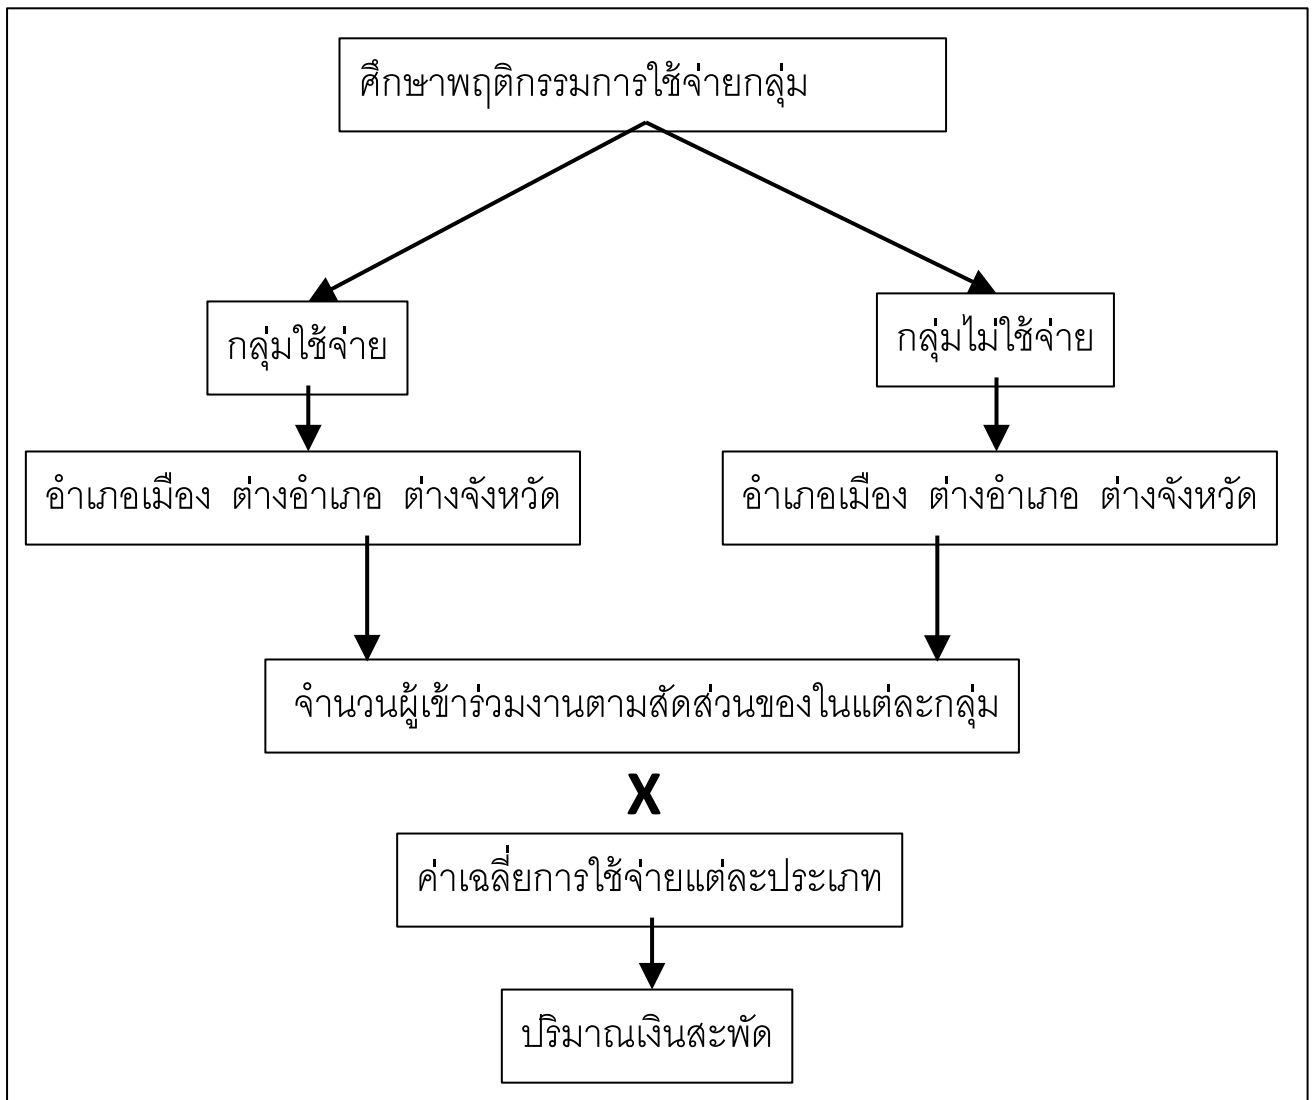 ศึกษาพฤติกรรมการใช้จ่ายกลุ่ม
กลุ่มใช้จ่าย
กลุ่มไม่ใช้จ่าย
อำเภอเมือง ต่างอำเภอ ต่างจังหวัด
อำเภอเมือง ต่างอำเภอ ต่างจังหวัด
จำนวนผู้เข้าร่วมงานตามสัดส่วนของในแต่ละกลุ่ม
X
ค่าเฉลี่ยการใช้จ่ายแต่ละประเภท
ปริมาณเงินสะพัด